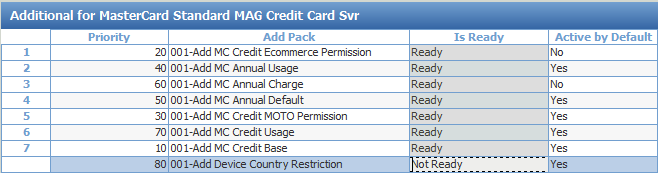 Additional for MasterCard Standard MAG Credit Card Svr
Priority Add Pack Is Ready Active by Default
1 20 001-Add MC Credit Ecommerce Permission Ready No
2 40 001-Add MC Annual Usage Ready Yes
3 60 001-Add MC Annual Charge Ready No
4 50 001-Add MC Annual Default Ready Yes
5 30 001-Add MC Credit MOTO Permission Ready Yes
6 70 001-Add MC Credit Usage Ready Yes
7 10 001-Add MC Credit Base Ready Yes
80 001-Add Device Country Restriction Not Ready Yes